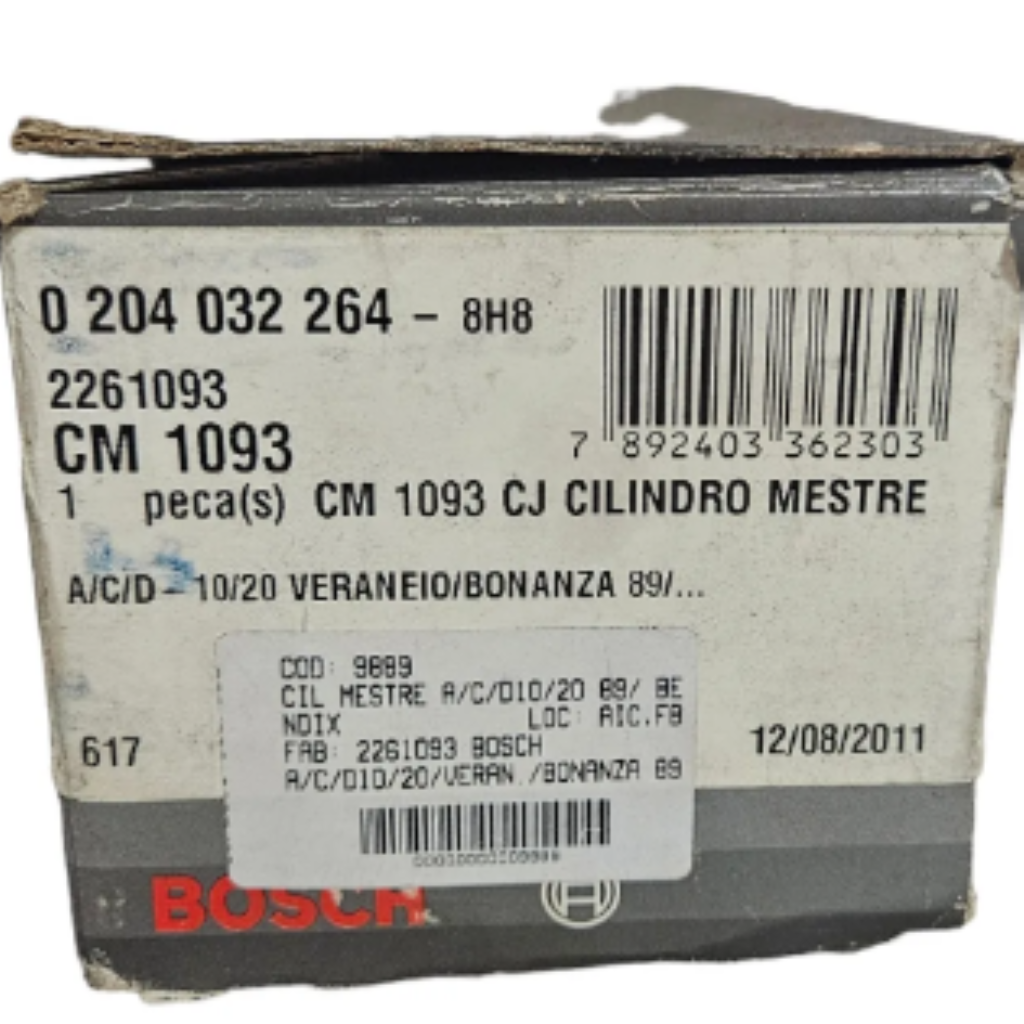 0 204 032 264 - 8H8
2261093
CM 1093
7 892403 362303
1 peca(s) CM 1093 CJ CILINDRO MESTRE
A/C/D- 10/20 VERANEIO/BONANZA 89/...
COD: 9889
CIL MESTRE A/C/D10/20 89/ BE
NDIX LOC: AIC.FB
FAB: 2261093 BOSCH
A/C/D10/20/VERAN./BONANZA 89
617
12/08/2011
BOSCH